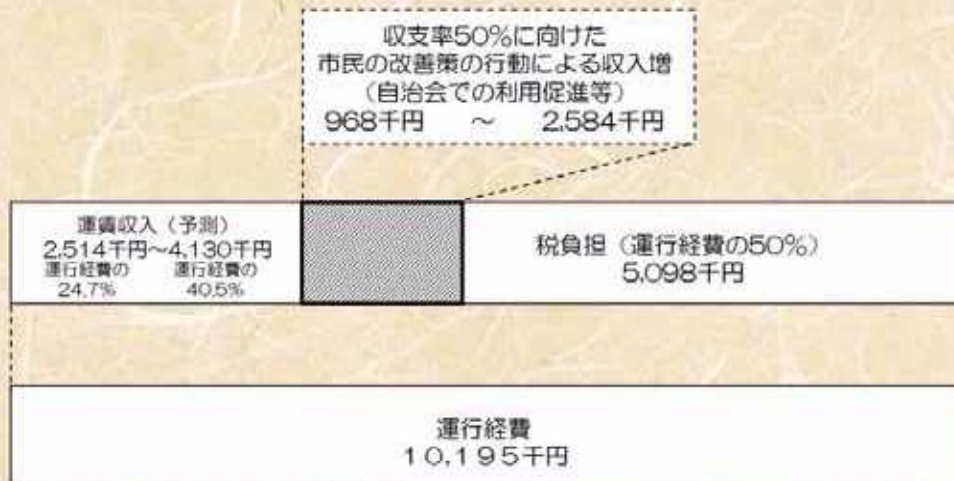 収支率50%に向けた
市民の改善策の行動による収入増
（自治会での利用促進等）
968千円　～　2,584千円
運賃収入（予測）
2,514千円～4,130千円
運行経費の　運行経費の
24.7%　40.5%
税負担（運行経費の50%）
5,098千円
運行経費
10,195千円